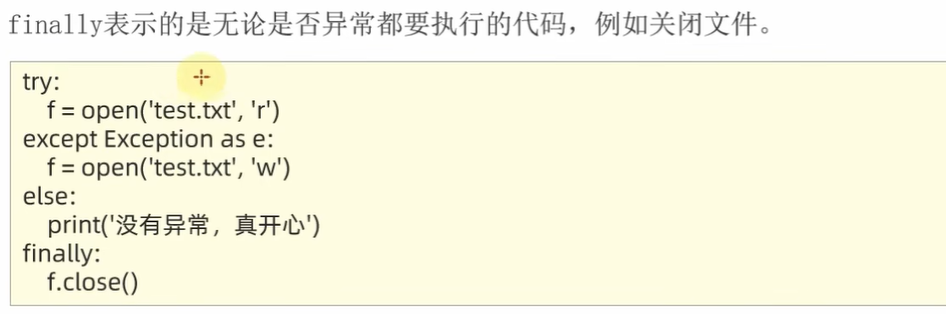 finally表示的是无论是否异常都要执行的代码，例如关闭文件。
try:
    f = open('test.txt', 'r')
except Exception as e:
    f = open('test.txt', 'w')
else:
    print('没有异常，真开心')
finally:
    f.close()